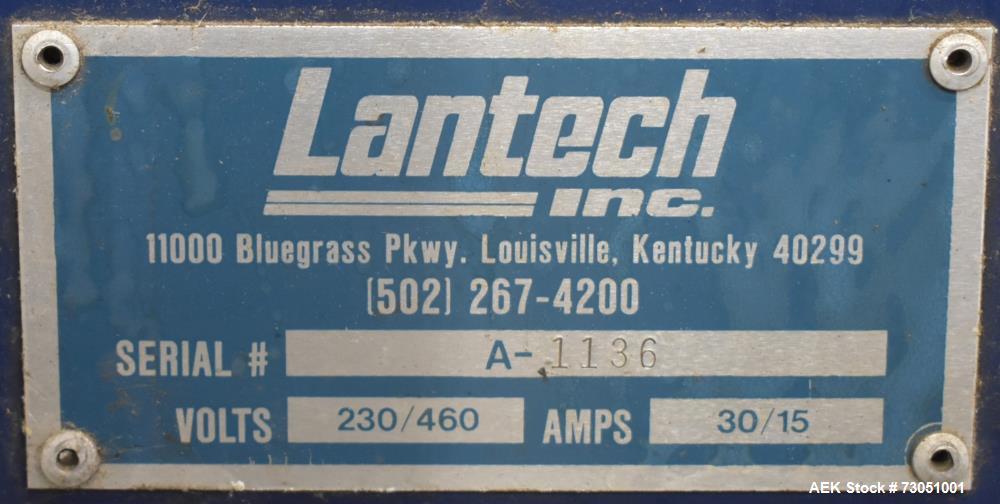 Lantech
inc.
11000 Bluegrass Pkwy. Louisville, Kentucky 40299
(502) 267-4200
SERIAL # A-1136
VOLTS 230/460 AMPS 30/15
AEK Stock #73051001